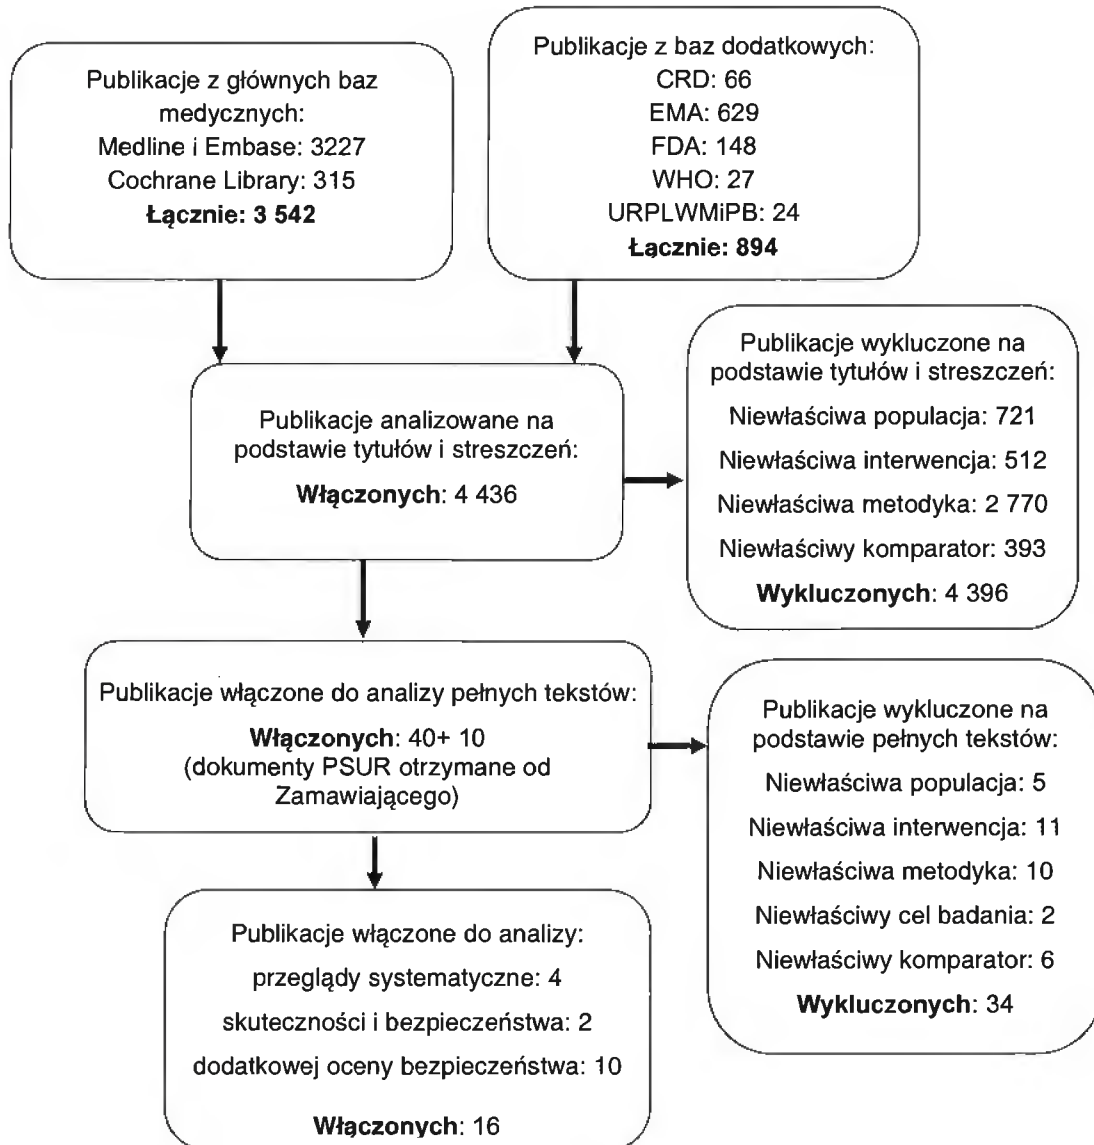 Publikacje z głównych baz
medycznych:
Medline i Embase: 3227
Cochrane Library: 315
Łącznie: 3 542
Publikacje z baz dodatkowych:
CRD: 66
EMA: 629
FDA: 148
WHO: 27
URPLWMiPB: 24
Łącznie: 894
Publikacje analizowane na
podstawie tytułów i streszczeń:
Włączonych: 4 436
Publikacje wykluczone na
podstawie tytułów i streszczeń:
Niewłaściwa populacja: 721
Niewłaściwa interwencja: 512
Niewłaściwa metodyka: 2 770
Niewłaściwy komparator: 393
Wykluczonych: 4 396
Publikacje włączone do analizy pełnych tekstów:
Włączonych: 40+ 10
(dokumenty PSUR otrzymane od
Zamawiającego)
Publikacje wykluczone na
podstawie pełnych tekstów:
Niewłaściwa populacja: 5
Niewłaściwa interwencja: 11
Niewłaściwa metodyka: 10
Niewłaściwy cel badania: 2
Niewłaściwy komparator: 6
Wykluczonych: 34
Publikacje włączone do analizy:
przeglądy systematyczne: 4
skuteczności i bezpieczeństwa: 2
dodatkowej oceny bezpieczeństwa: 10
Włączonych: 16